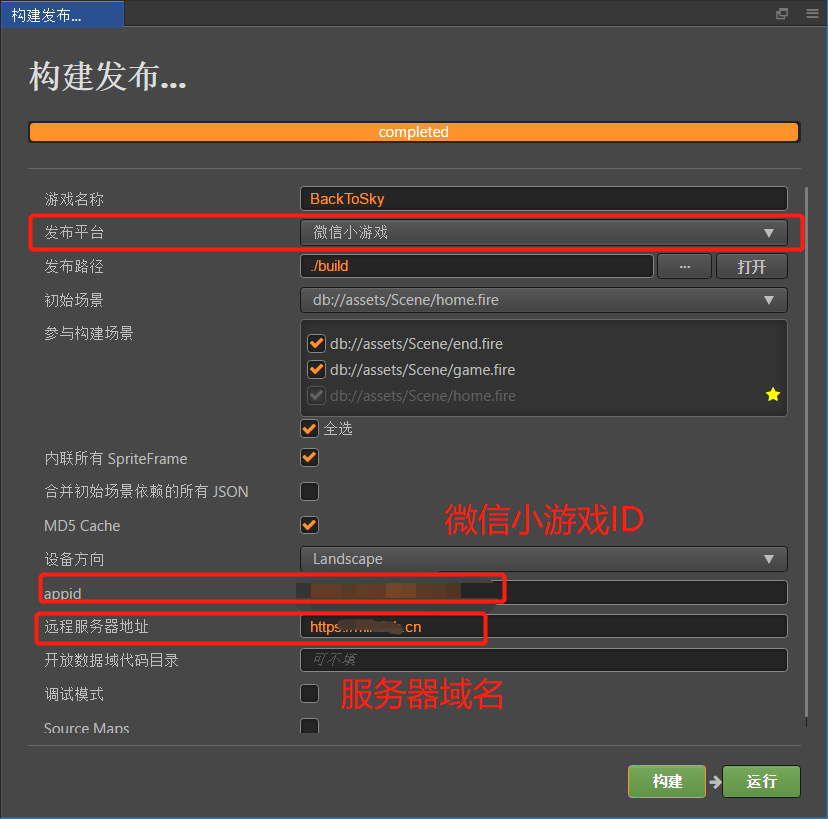 构建发布...
构建发布...
completed
游戏名称 BackToSky
发布平台 微信小游戏
发布路径 ./build ... 打开
初始场景 db://assets/Scene/home.fire
参与构建场景
db://assets/Scene/end.fire
db://assets/Scene/game.fire
db://assets/Scene/home.fire
全选
内联所有 SpriteFrame
合并初始场景依赖的所有 JSON
微信小游戏ID
MD5 Cache
设备方向 Landscape
appid
远程服务器地址 https .cn
开放数据域代码目录 可不填
服务器域名
调试模式
Source Maps
构建 运行